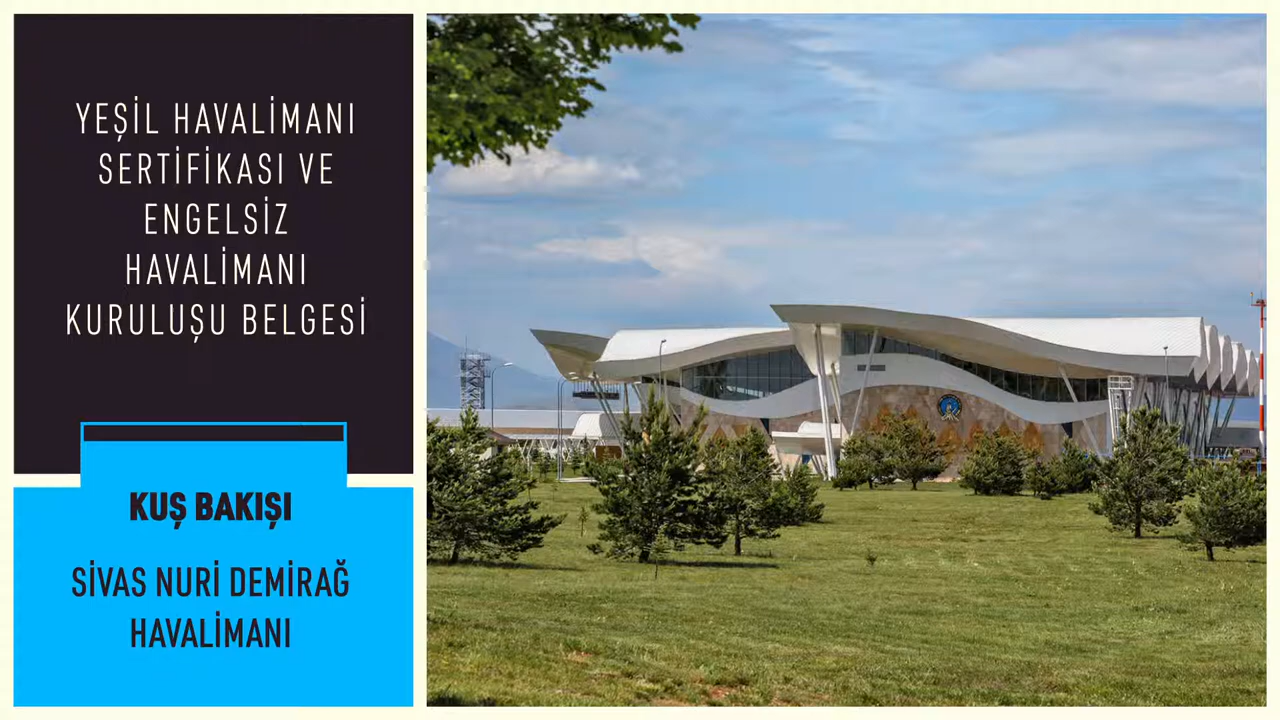 YEŞİL HAVALİMANI
SERTİFİKASI VE
ENGELSİZ
HAVALİMANI
KURULUŞU BELGESİ
KUŞ BAKIŞI
SİVAS NURİ DEMİRAĞ
HAVALİMANI